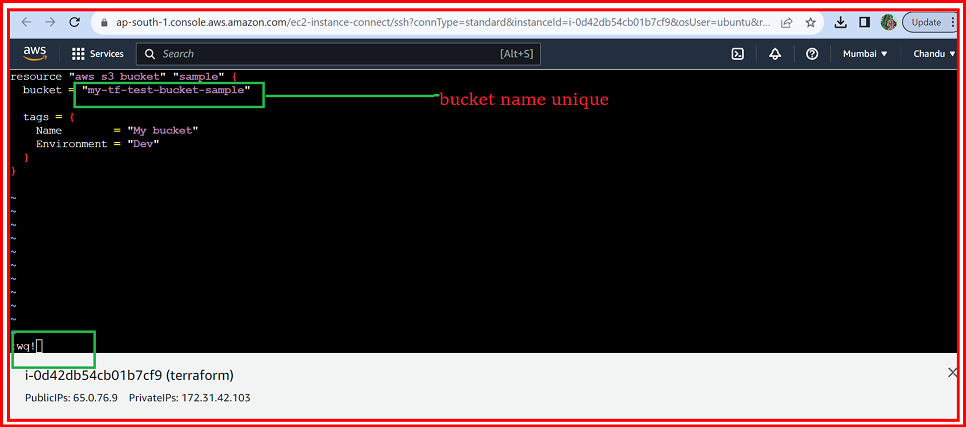 ap-south-1.console.aws.amazon.com/ec2-instance-connect/ssh?connType=standard&instanceId=i-0d42db54cb01b7cf9&osUser=ubuntu&r... Update
aws Services Search [Alt+S] Mumbai Chandu
resource "aws_s3_bucket" "sample" {
bucket = "my-tf-test-bucket-sample"
bucket name unique
tags = {
Name = "My bucket"
Environment = "Dev"
}
}
~
~
~
~
~
~
~
~
~
~
:wq!
i-0d42db54cb01b7cf9 (terraform)
PublicIPs: 65.0.76.9 PrivateIPs: 172.31.42.103